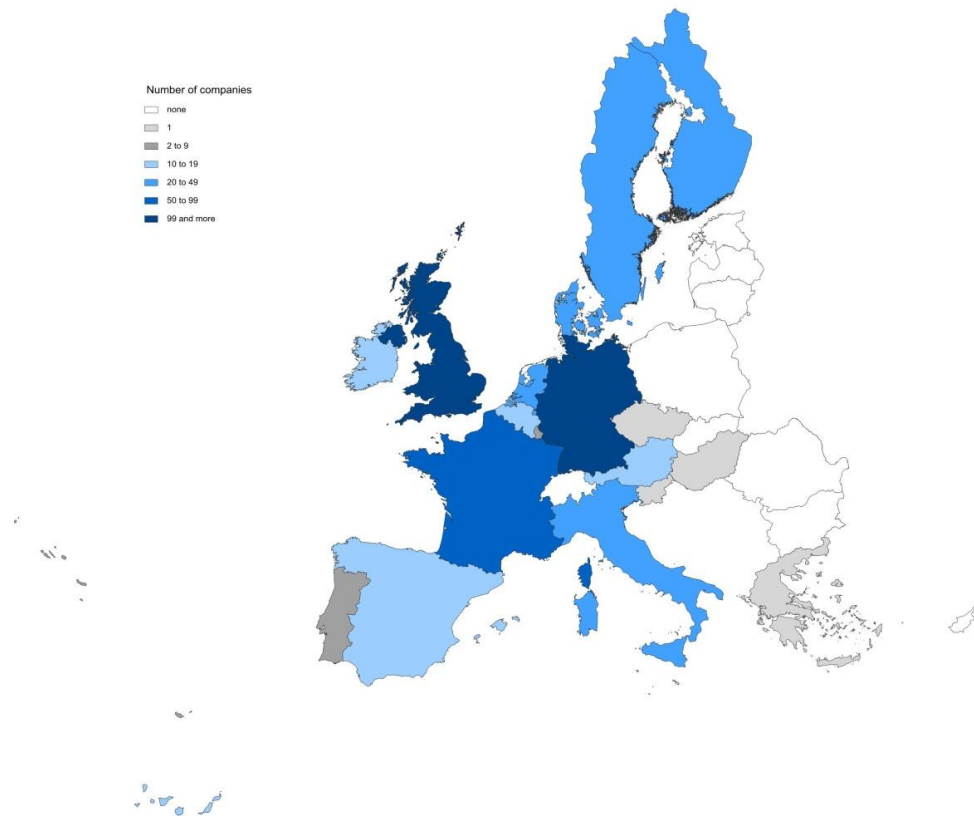 Number of companies
none
1
2 to 9
10 to 19
20 to 49
50 to 99
99 and more